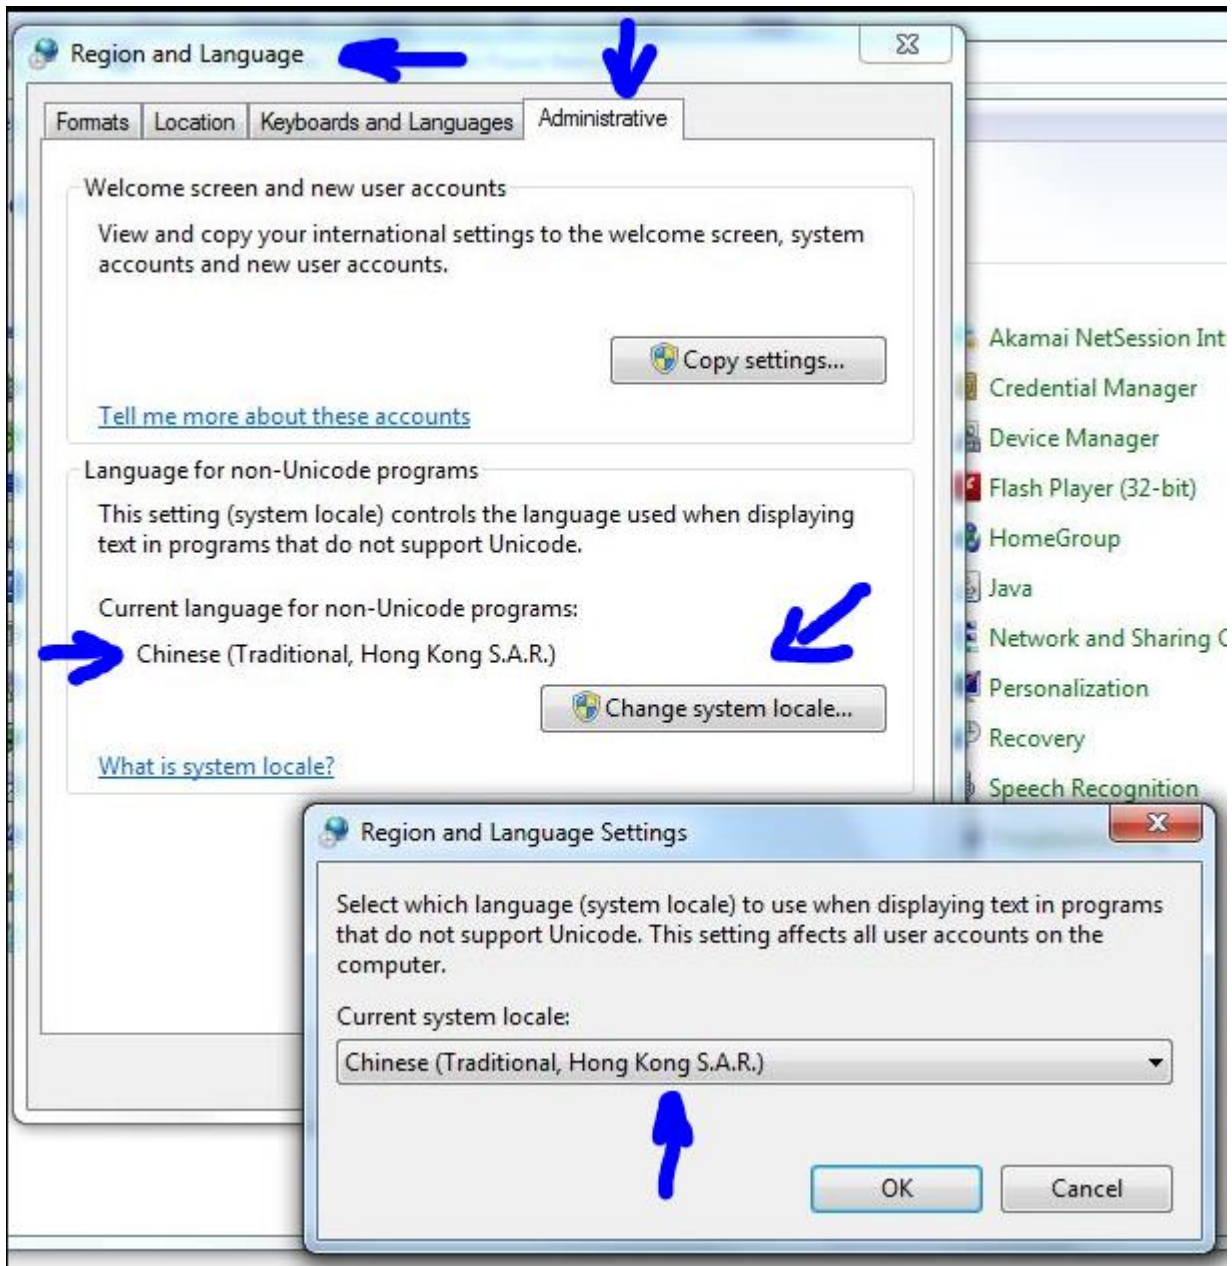 Region and Language
Formats
Location
Keyboards and Languages
Administrative
Welcome screen and new user accounts
View and copy your international settings to the welcome screen, system
accounts and new user accounts.
Copy settings...
Tell me more about these accounts
Language for non-Unicode programs
This setting (system locale) controls the language used when displaying
text in programs that do not support Unicode.
Current language for non-Unicode programs:
Chinese (Traditional, Hong Kong S.A.R.)
Change system locale...
What is system locale?
Akamai NetSession Int
Credential Manager
Device Manager
Flash Player (32-bit)
HomeGroup
Java
Network and Sharing
Personalization
Recovery
Speech Recognition
Region and Language Settings
Select which language (system locale) to use when displaying text in programs
that do not support Unicode. This setting affects all user accounts on the
computer.
Current system locale:
Chinese (Traditional, Hong Kong S.A.R.)
OK
Cancel